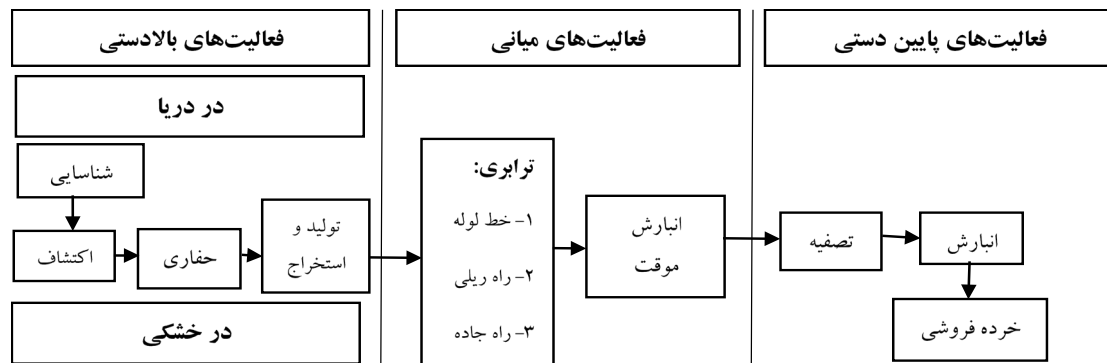 فعالیت‌های بالادستی
در دریا
شناسایی
اکتشاف
حفاری
تولید و
استخراج
در خشکی
فعالیت‌های میانی
ترابری:
۱- خط لوله
۲- راه ریلی
۳- راه جاده
انبارش
موقت
فعالیت‌های پایین دستی
تصفیه
انبارش
خرده فروشی